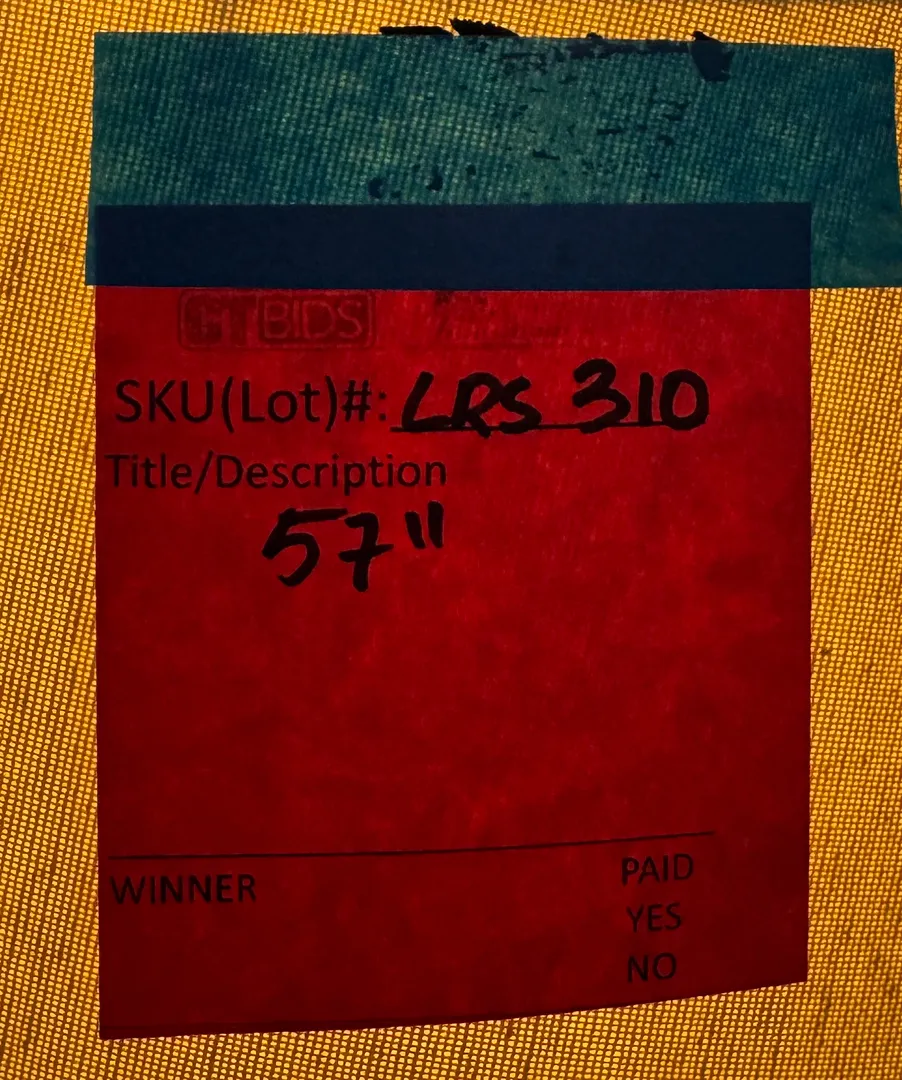 BIDS
SKU(Lot)#: LRS 310
Title/Description
57"
WINNER
PAID
YES
NO